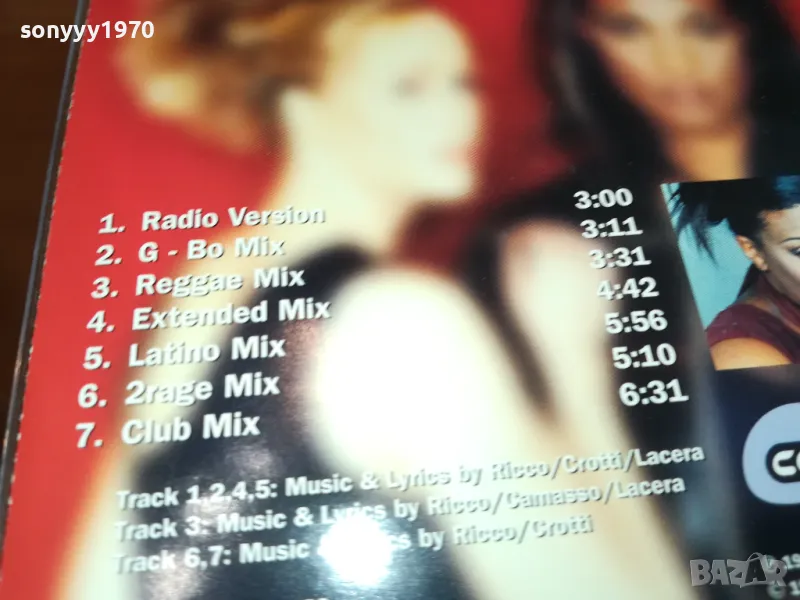 sonyyy1970
1. Radio Version 3:00
2. G - Bo Mix 3:11
3. Reggae Mix 3:31
4. Extended Mix 4:42
5. Latino Mix 5:56
6. 2rage Mix 5:10
7. Club Mix 6:31
Track 1,2,4,5: Music & Lyrics by Ricco/Crotti/Lacera
Track 3: Music & Lyrics by Ricco/Camasso/Lacera
Track 6,7: Music & Lyrics by Ricco/Crotti
BAZAR